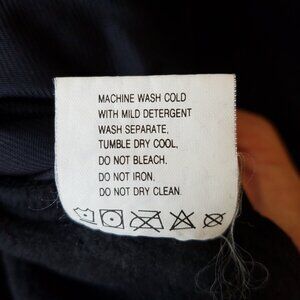 MACHINE WASH COLD
WITH MILD DETERGENT
WASH SEPARATE,
TUMBLE DRY COOL,
DO NOT BLEACH.
DO NOT IRON.
DO NOT DRY CLEAN.